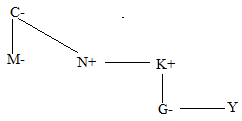 C-
M- N+ K+
G- Y